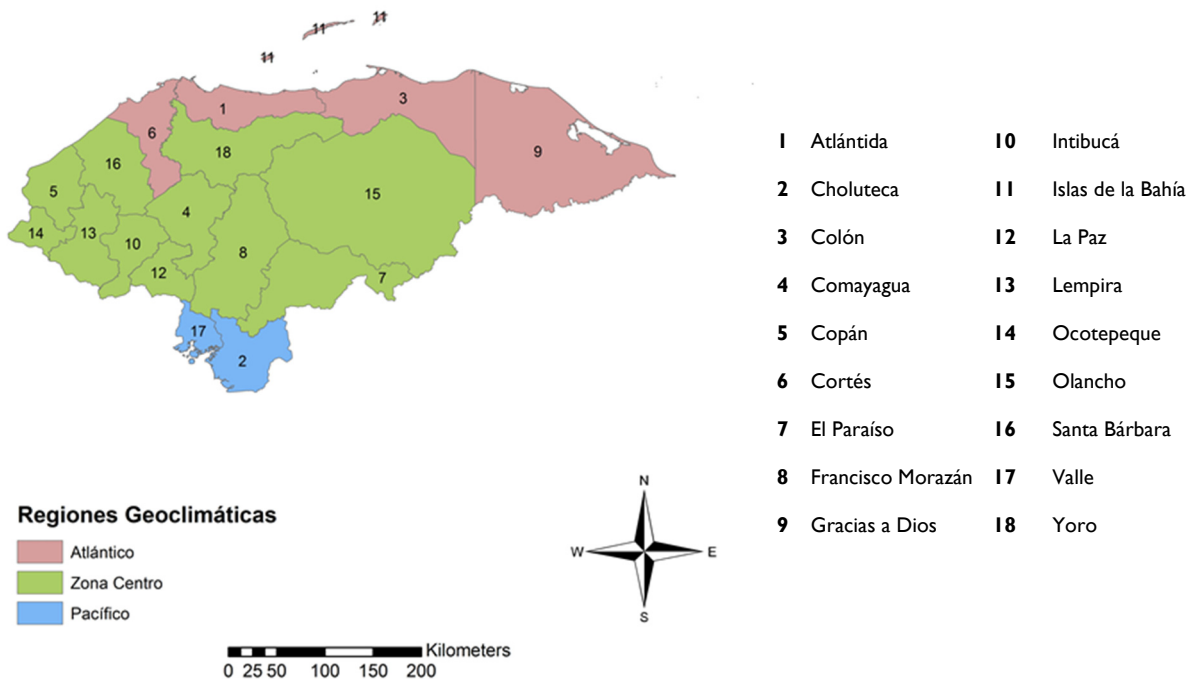 11
11
11
1
3
6
9
16
18
5
15
4
14
13
10
8
12
7
17
2
1 Atlántida 10 Intibucá
2 Choluteca 11 Islas de la Bahía
3 Colón 12 La Paz
4 Comayagua 13 Lempira
5 Copán 14 Ocotepeque
6 Cortés 15 Olancho
7 El Paraíso 16 Santa Bárbara
8 Francisco Morazán 17 Valle
9 Gracias a Dios 18 Yoro
Regiones Geoclimáticas
Atlántico
Zona Centro
Pacífico
N
W E
S
Kilometers
0 25 50 100 150 200